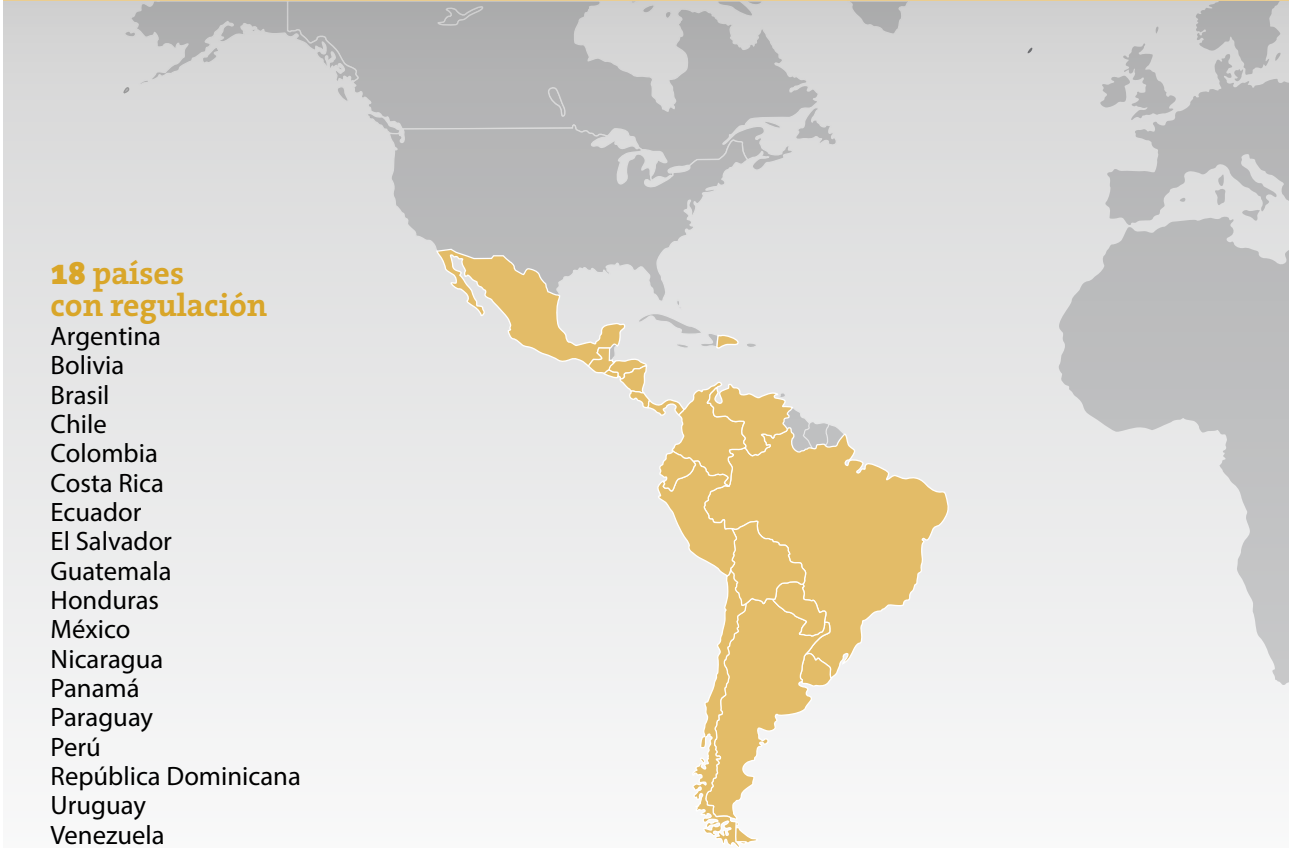 18 países
con regulación
Argentina
Bolivia
Brasil
Chile
Colombia
Costa Rica
Ecuador
El Salvador
Guatemala
Honduras
México
Nicaragua
Panamá
Paraguay
Perú
República Dominicana
Uruguay
Venezuela